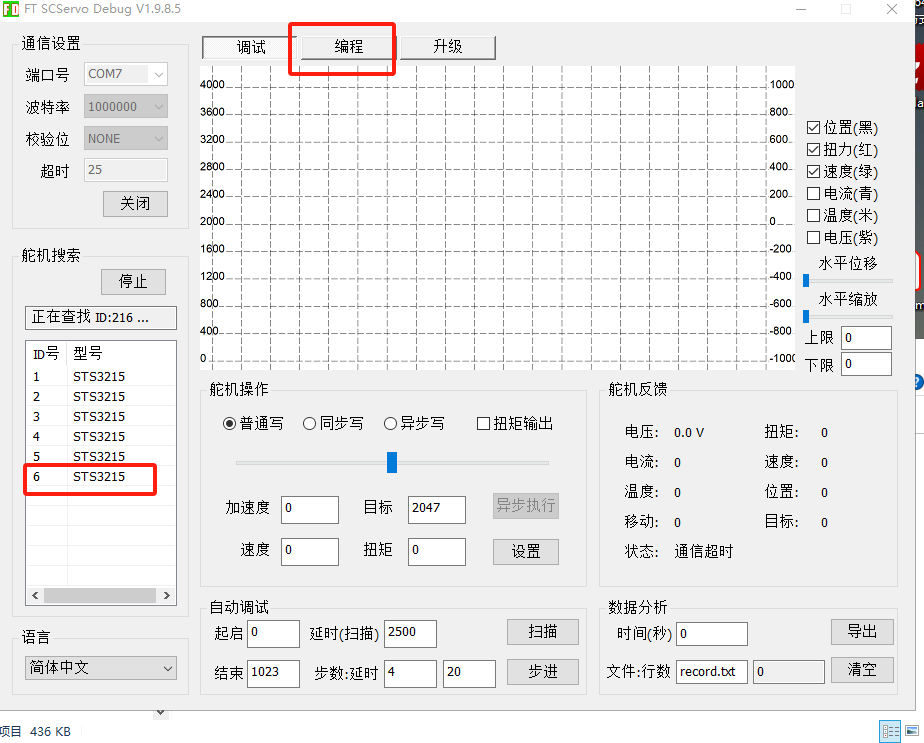 FT SCServo Debug V1.9.8.5
通信设置
端口号 COM7
波特率 1000000
校验位 NONE
超时 25
关闭
舵机搜索
停止
正在查找 ID:216 ...
ID号 型号
1 STS3215
2 STS3215
3 STS3215
4 STS3215
5 STS3215
6 STS3215
语言
简体中文
调试 编程 升级
4000 1000
3600 800
3200 600
2800 400
2400 200
2000 0
1600 -200
1200 -400
800 -600
400 -800
0 -1000
位置(黑)
扭力(红)
速度(绿)
电流(青)
温度(米)
电压(紫)
水平位移
水平缩放
上限 0
下限 0
舵机操作
普通写 同步写 异步写 扭矩输出
加速度 0 目标 2047 异步执行
速度 0 扭矩 0 设置
舵机反馈
电压: 0.0 V 扭矩: 0
电流: 0 速度: 0
温度: 0 位置: 0
移动: 0 目标: 0
状态: 通信超时
自动调试
起启 0 延时(扫描) 2500 扫描
结束 1023 步数:延时 4 20 步进
数据分析
时间(秒) 0 导出
文件:行数 record.txt 0 清空
项目 436 KB